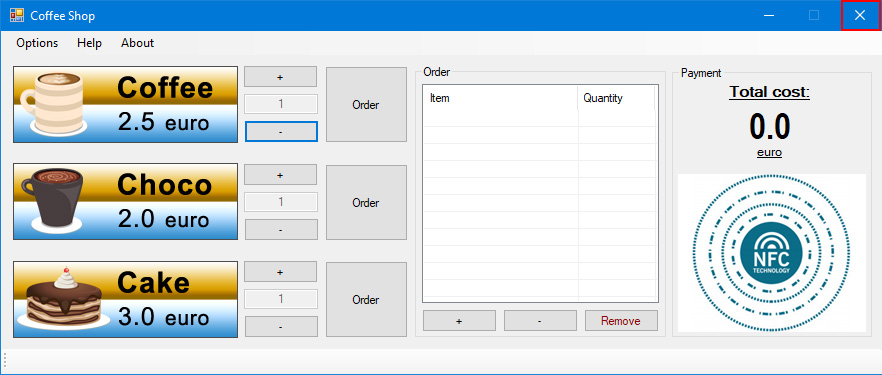 Coffee Shop
Options Help About
Coffee
2.5 euro
+
1
-
Order
Choco
2.0 euro
+
1
-
Order
Cake
3.0 euro
+
1
-
Order
Order
Item Quantity
+ - Remove
Payment
Total cost:
0.0
euro
NFC
TECHNOLOGY